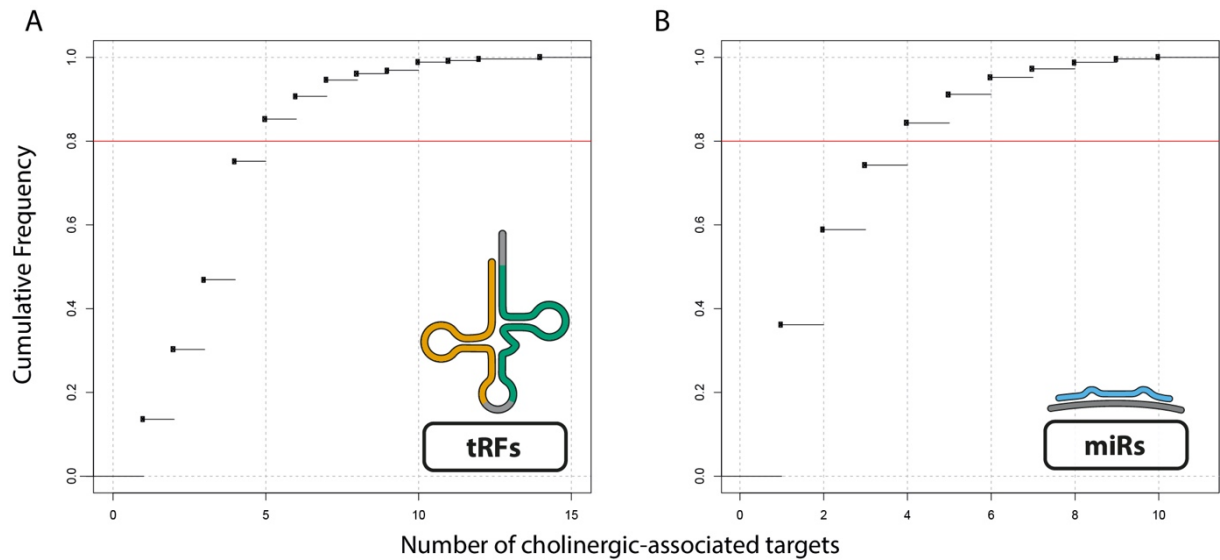 A
B
Cumulative Frequency
1.0
0.8
0.6
0.4
0.2
0.0
0 5 10 15
tRFs
1.0
0.8
0.6
0.4
0.2
0.0
0 2 4 6 8 10
miRs
Number of cholinergic-associated targets